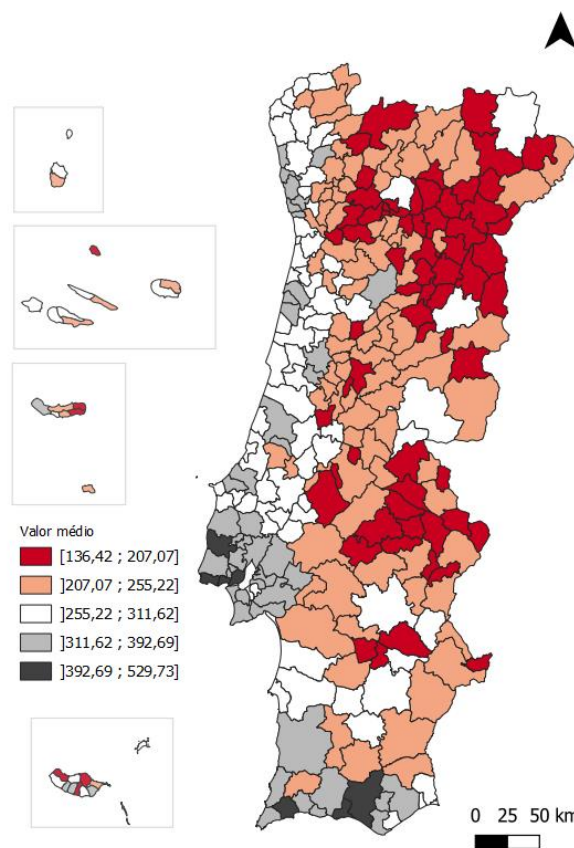 Valor médio
[136,42 ; 207,07]
]207,07 ; 255,22]
]255,22 ; 311,62]
]311,62 ; 392,69]
]392,69 ; 529,73]
0 25 50 km